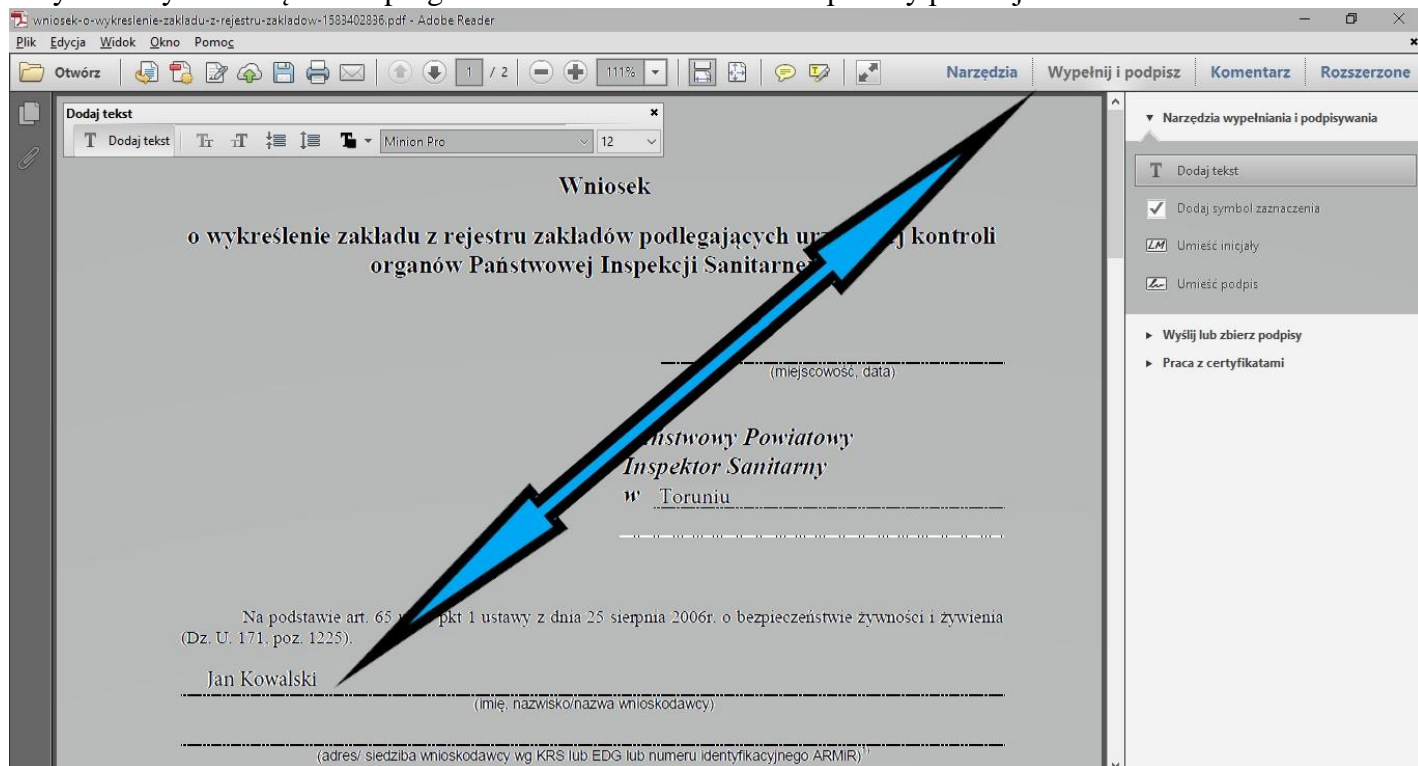 wniosek-o-wykreslenie-zakladu-z-rejestru-zakladow-1583402836.pdf - Adobe Reader
Plik Edycja Widok Okno Pomoc
Otwórz 1 / 2 111% Narzędzia Wypełnij i podpisz Komentarz Rozszerzone
Dodaj tekst
T Dodaj tekst Minion Pro 12
Narzędzia wypełniania i podpisywania
T Dodaj tekst
Dodaj symbol zaznaczenia
Umieść inicjały
Umieść podpis
Wyślij lub zbierz podpisy
Praca z certyfikatami
Wniosek
o wykreślenie zakładu z rejestru zakładów podlegających kontroli
organów Państwowej Inspekcji
(miejscowość, data)
Powiatowy
Inspektor Sanitarny
w Toruniu
Na podstawie art. 65 pkt 1 ustawy z dnia 25 sierpnia 2006r. o bezpieczeństwie żywności i żywienia
(Dz. U. 171, poz. 1225).
Jan Kowalski
(imię, nazwisko/nazwa wnioskodawcy)
(adres/ siedziba wnioskodawcy wg KRS lub EDG lub numeru identyfikacyjnego ARMiR)¹⁾